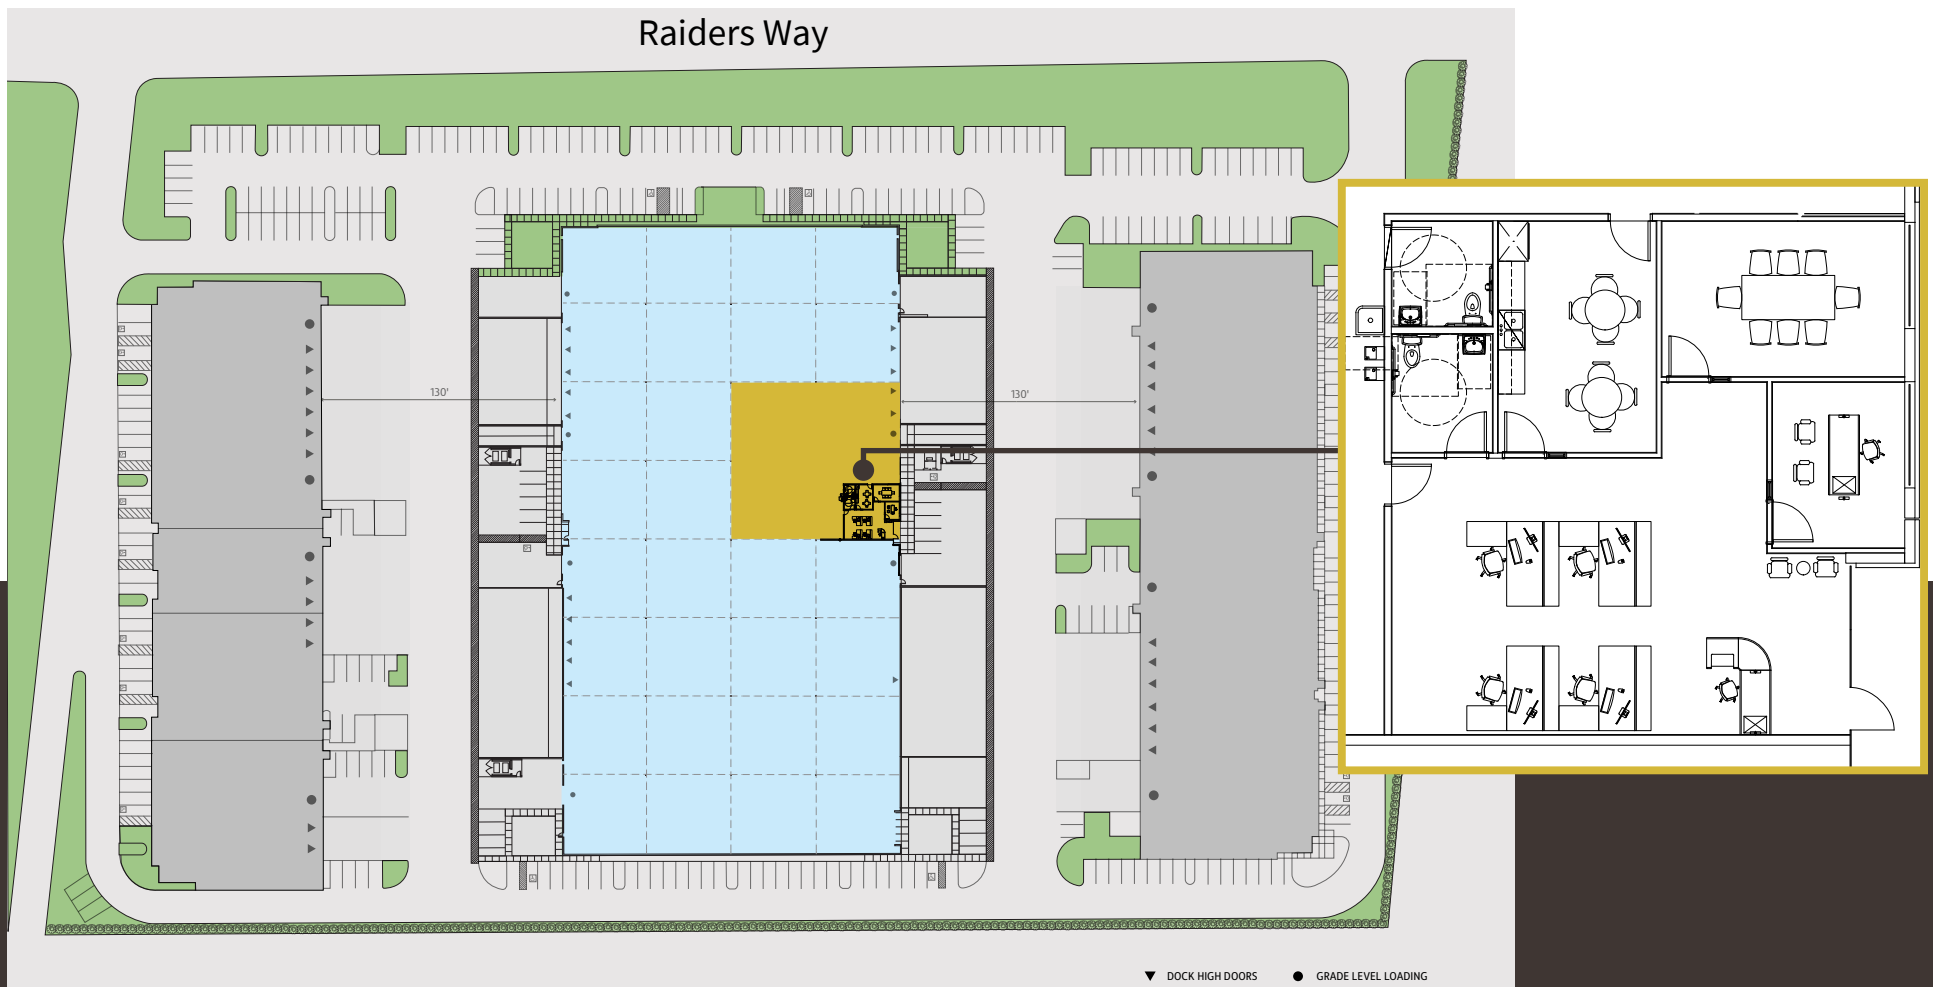 Raiders Way
130'
130'
DOCK HIGH DOORS
GRADE LEVEL LOADING